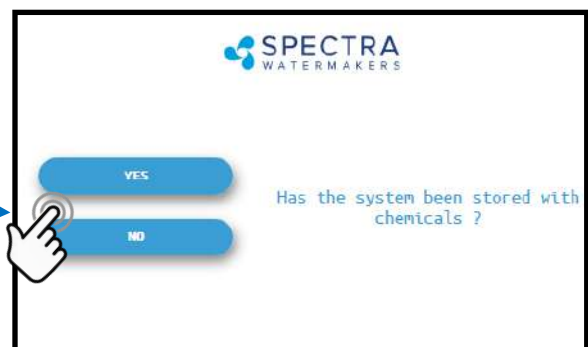 SPECTRA
WATERMAKERS
YES
Has the system been stored with
chemicals ?
NO